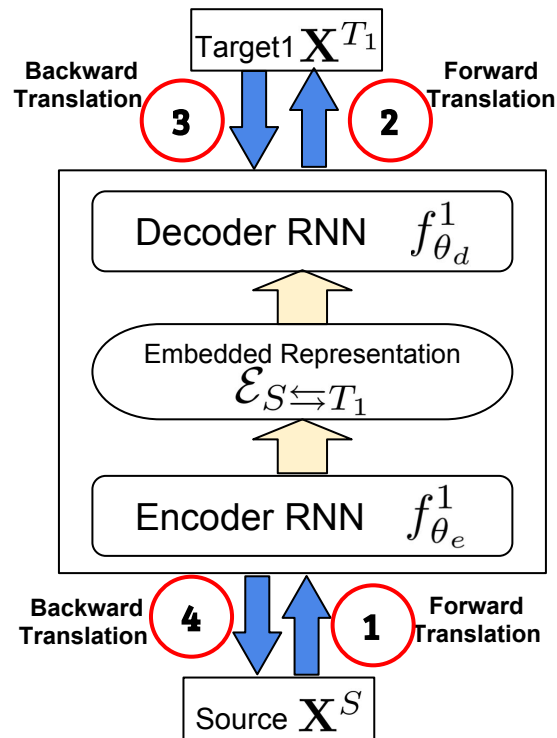 Target1 X^{T_1}
Backward
Translation
3
2
Forward
Translation
Decoder RNN f^1_{θ_d}
Embedded Representation
ℰ_{S⇆T_1}
Encoder RNN f^1_{θ_e}
Backward
Translation
4
1
Forward
Translation
Source X^S